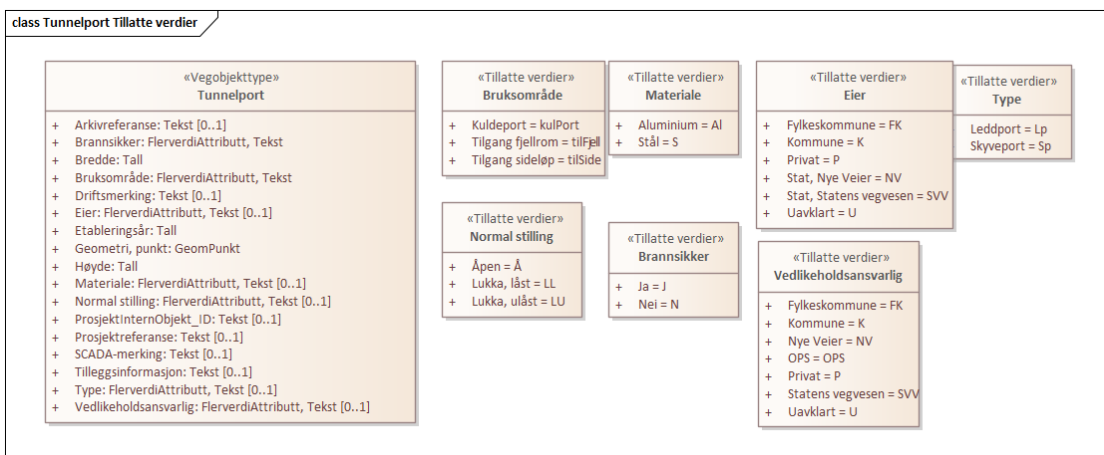 class Tunnelport Tillatte verdier
«Vegobjekttype»
Tunnelport
+ Arkivreferanse: Tekst [0..1]
+ Brannsikker: FlerverdiAttributt, Tekst
+ Bredde: Tall
+ Bruksområde: FlerverdiAttributt, Tekst
+ Driftsmerking: Tekst [0..1]
+ Eier: FlerverdiAttributt, Tekst [0..1]
+ Etableringsår: Tall
+ Geometri, punkt: GeomPunkt
+ Høyde: Tall
+ Materiale: FlerverdiAttributt, Tekst [0..1]
+ Normal stilling: FlerverdiAttributt, Tekst [0..1]
+ ProsjektInternObjekt_ID: Tekst [0..1]
+ Prosjektreferanse: Tekst [0..1]
+ SCADA-merking: Tekst [0..1]
+ Tilleggsinformasjon: Tekst [0..1]
+ Type: FlerverdiAttributt, Tekst [0..1]
+ Vedlikeholdsansvarlig: FlerverdiAttributt, Tekst [0..1]
«Tillatte verdier»
Bruksområde
+ Kuldeport = kulPort
+ Tilgang fjellrom = tilFjell
+ Tilgang sideløp = tilSide
«Tillatte verdier»
Materiale
+ Aluminium = Al
+ Stål = S
«Tillatte verdier»
Eier
+ Fylkeskommune = FK
+ Kommune = K
+ Privat = P
+ Stat, Nye Veier = NV
+ Stat, Statens vegvesen = SVV
+ Uavklart = U
«Tillatte verdier»
Type
Leddport = Lp
Skyveport = Sp
«Tillatte verdier»
Normal stilling
+ Åpen = Å
+ Lukka, låst = LL
+ Lukka, ulåst = LU
«Tillatte verdier»
Brannsikker
+ Ja = J
+ Nei = N
«Tillatte verdier»
Vedlikeholdsansvarlig
+ Fylkeskommune = FK
+ Kommune = K
+ Nye Veier = NV
+ OPS = OPS
+ Privat = P
+ Statens vegvesen = SVV
+ Uavklart = U